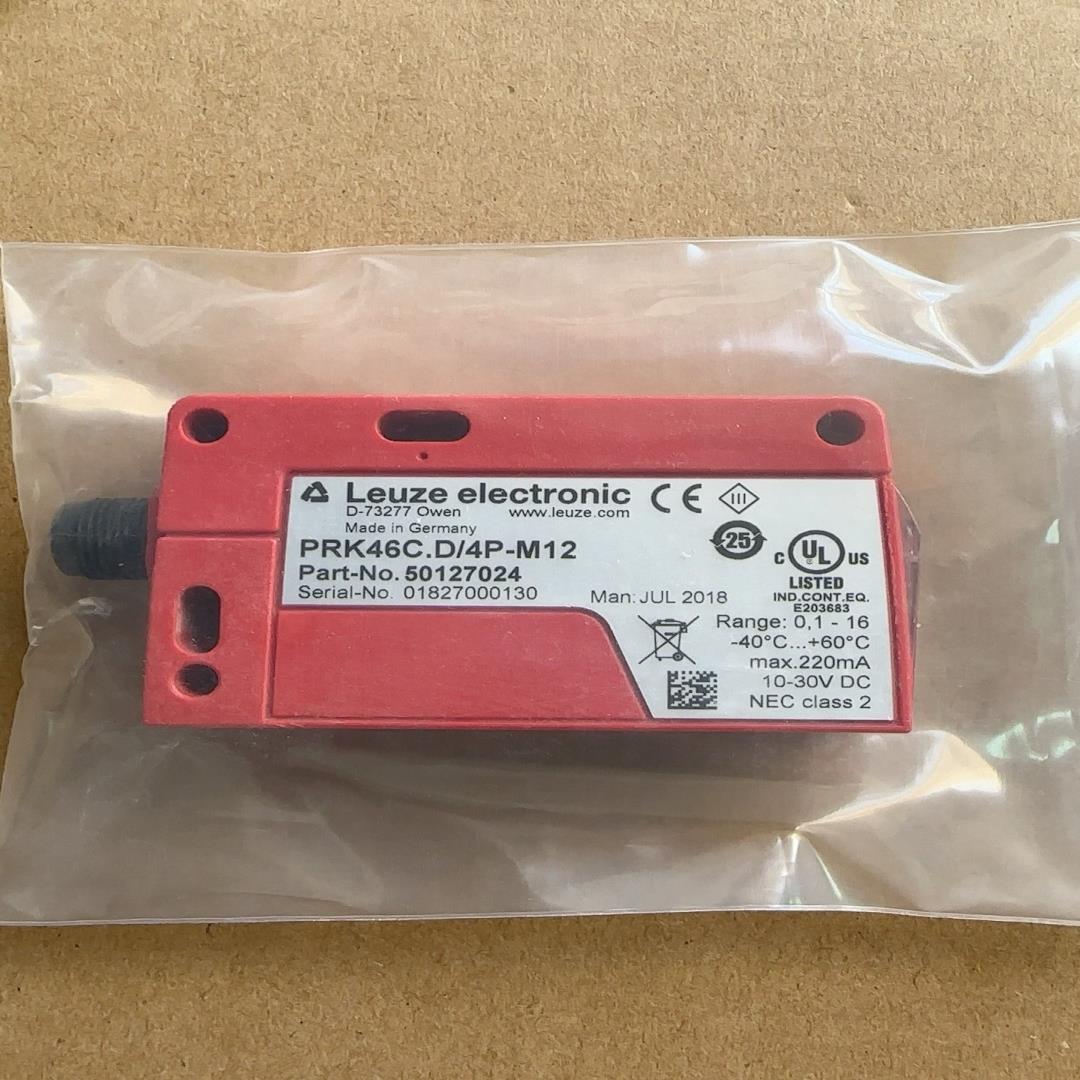 Leuze electronic CE III
D-73277 Owen www.leuze.com
Made in Germany
PRK46C.D/4P-M12
25
C UL US
LISTED
IND.CONT.EQ.
E203683
Part-No. 50127024
Serial-No. 01827000130
Man: JUL 2018
Range: 0,1 - 16
-40°C...+60°C
max.220mA
10-30V DC
NEC class 2